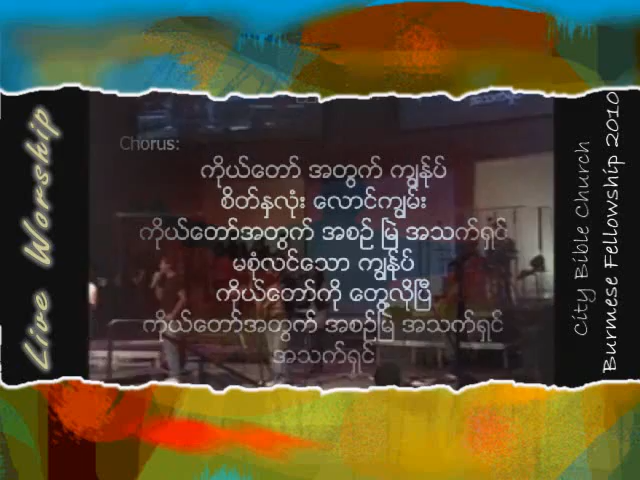 Live Worship
Chorus:
ကိုယ်တော် အတွက် ကျွန်ုပ်
စိတ်နှလုံး လောင်ကျွမ်း
ကိုယ်တော်အတွက် အစဉ် မြဲ အသက်ရှင်
မစုံလင်သော ကျွန်ုပ်
ကိုယ်တော်ကို တွေ့လိုပြီ
ကိုယ်တော်အတွက် အစဉ်မြဲ အသက်ရှင်
အသက်ရှင်
City Bible Church
Burmese Fellowship 2010